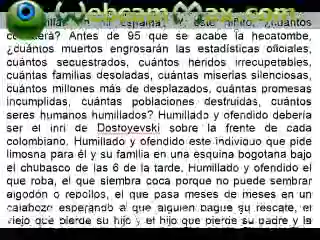 WebcamMax.com
costará? Antes de 95 que se acabe la hecatombe,
¿cuántos muertos engrosarán las estadísticas oficiales,
cuántos secuestrados, cuántos heridos irrecuperables,
cuántas familias desoladas, cuántas miserias silenciosas,
cuántos millones más de desplazados, cuántas promesas
incumplidas, cuántas poblaciones destruidas, cuántos
seres humanos humillados? Humillado y ofendido debería
ser el inri de Dostoyevski sobre la frente de cada
colombiano. Humillado y ofendido este individuo que pide
limosna para él y su familia en una esquina bogotana bajo
el chubasco de las 6 de la tarde. Humillado y ofendido el
que roba, el que siembra coca porque no puede sembrar
algodón o repollos, el que pasa meses de meses en un
calabozo esperando a que alguien pague su rescate, el
viejo que pierde su hijo y el hijo que pierde su padre y la